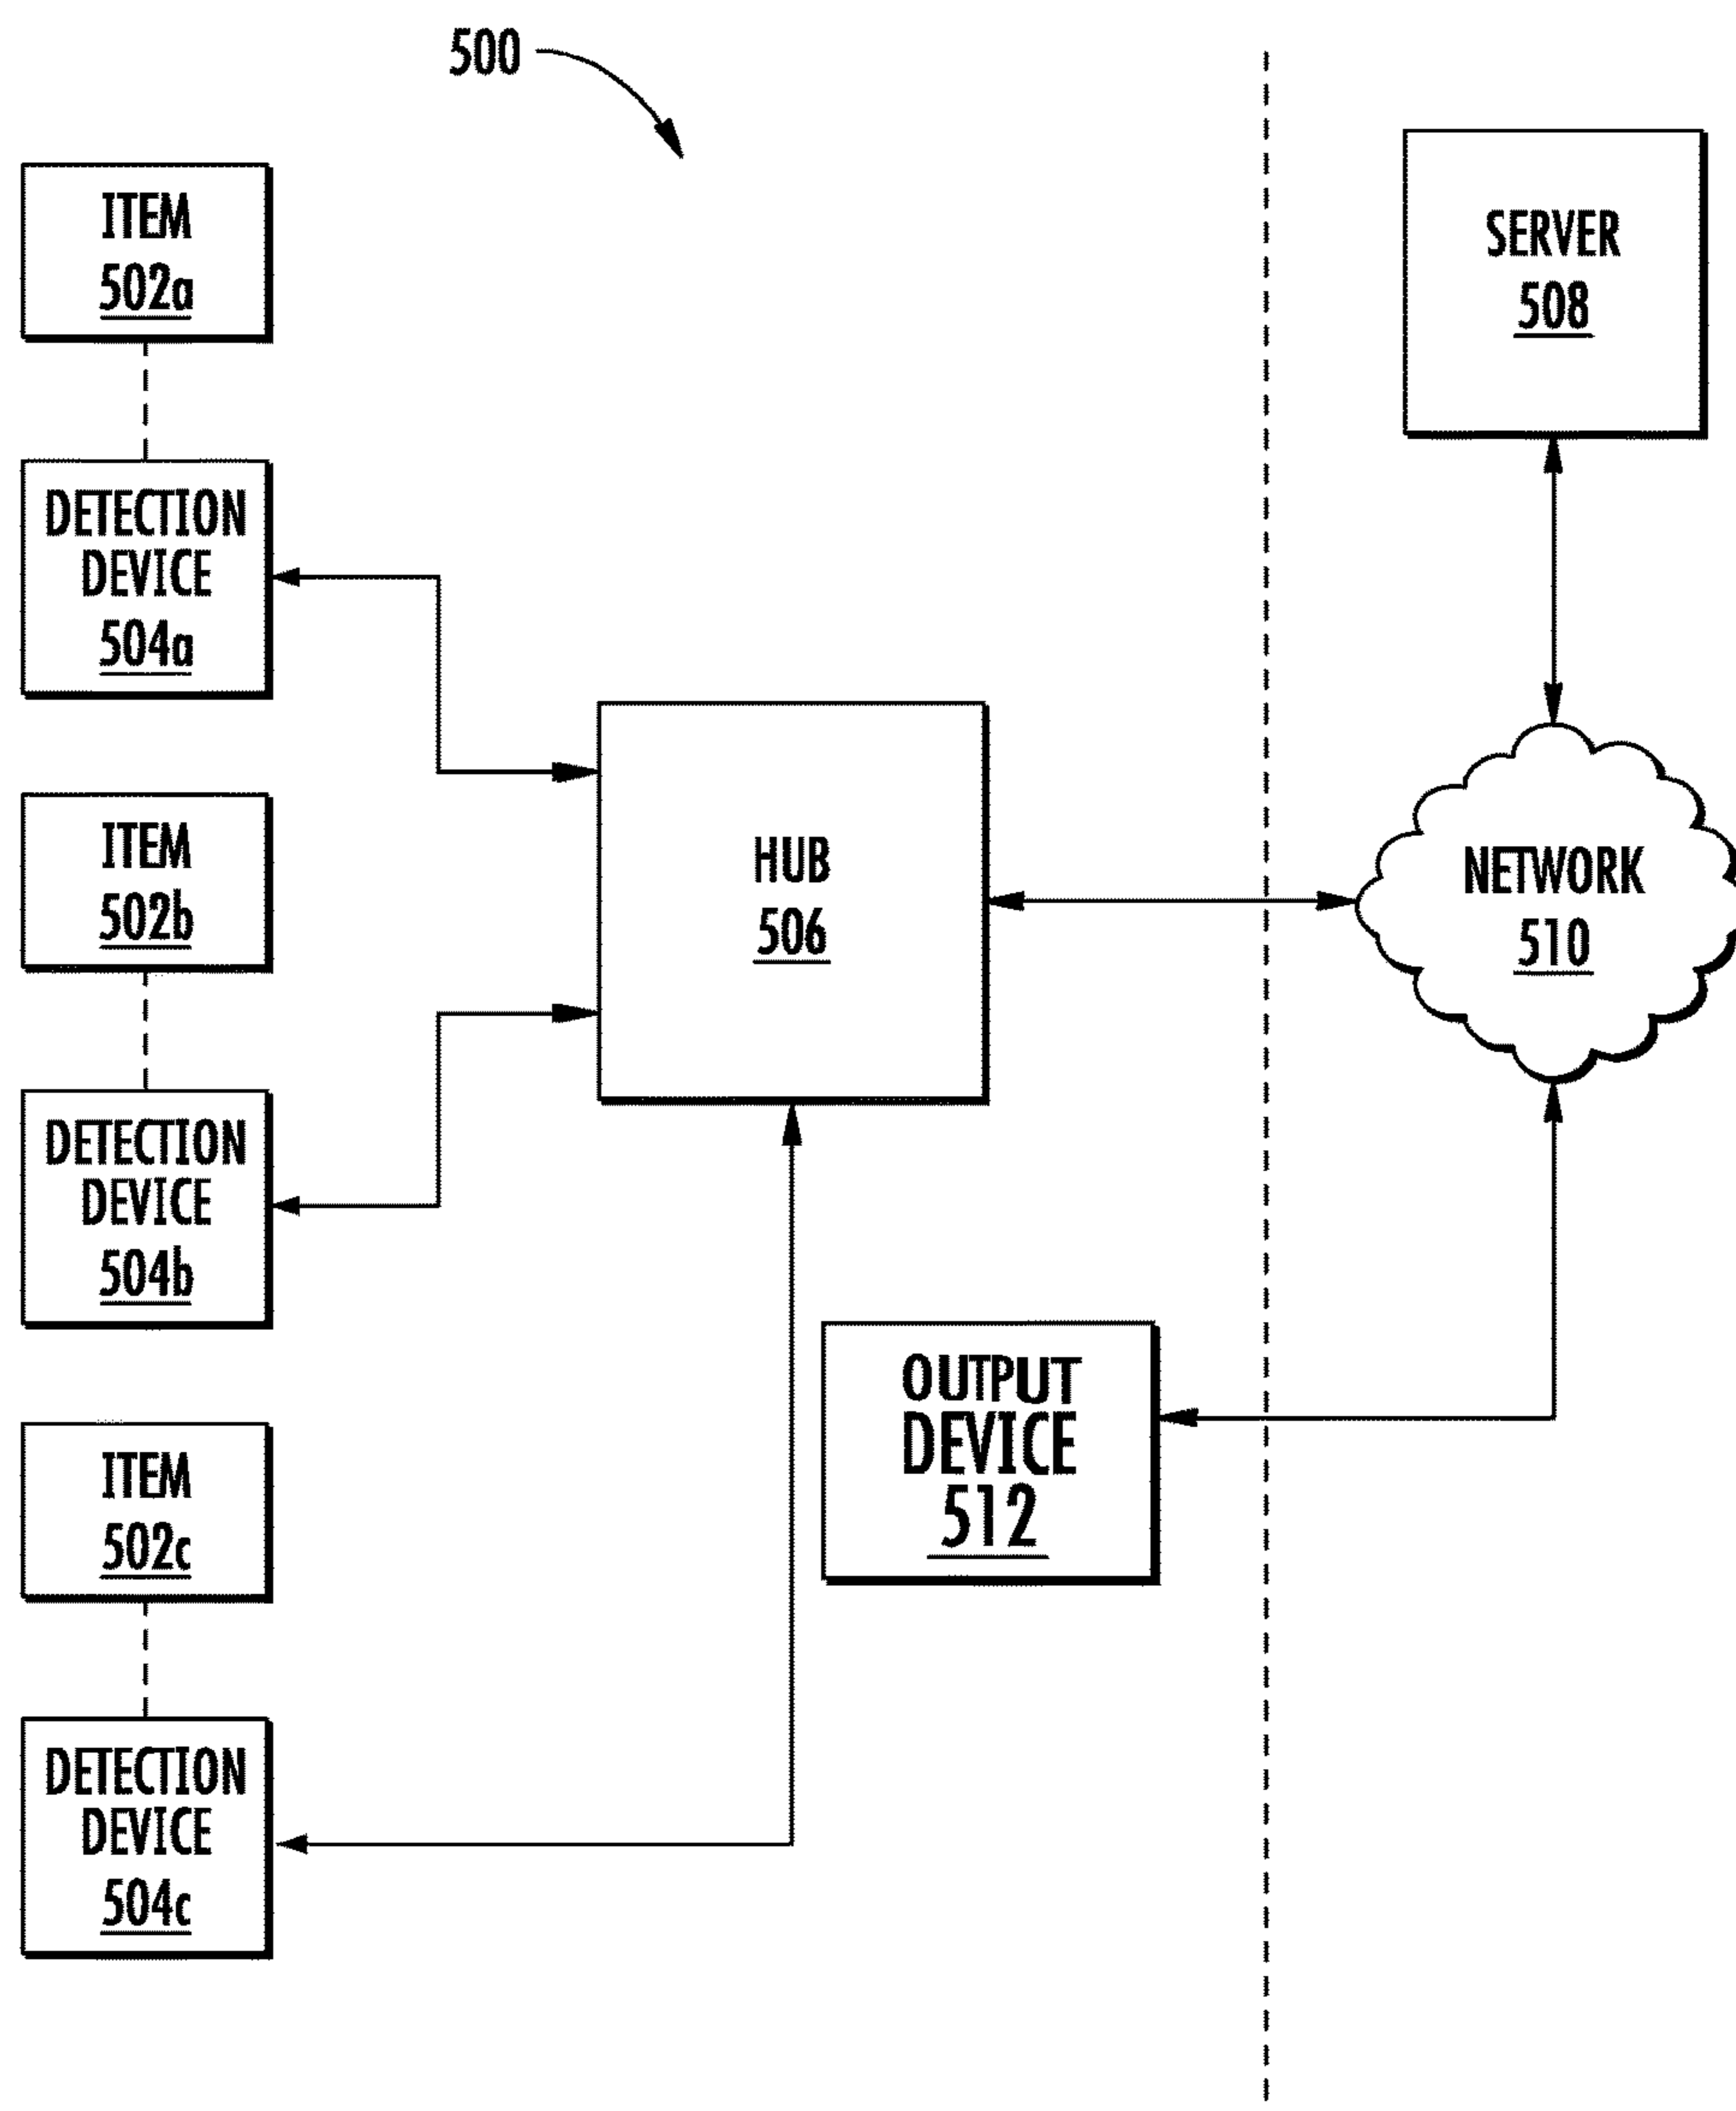 500
ITEM
502a
DETECTION
DEVICE
504a
ITEM
502b
DETECTION
DEVICE
504b
ITEM
502c
DETECTION
DEVICE
504c
HUB
506
OUTPUT
DEVICE
512
SERVER
508
NETWORK
510